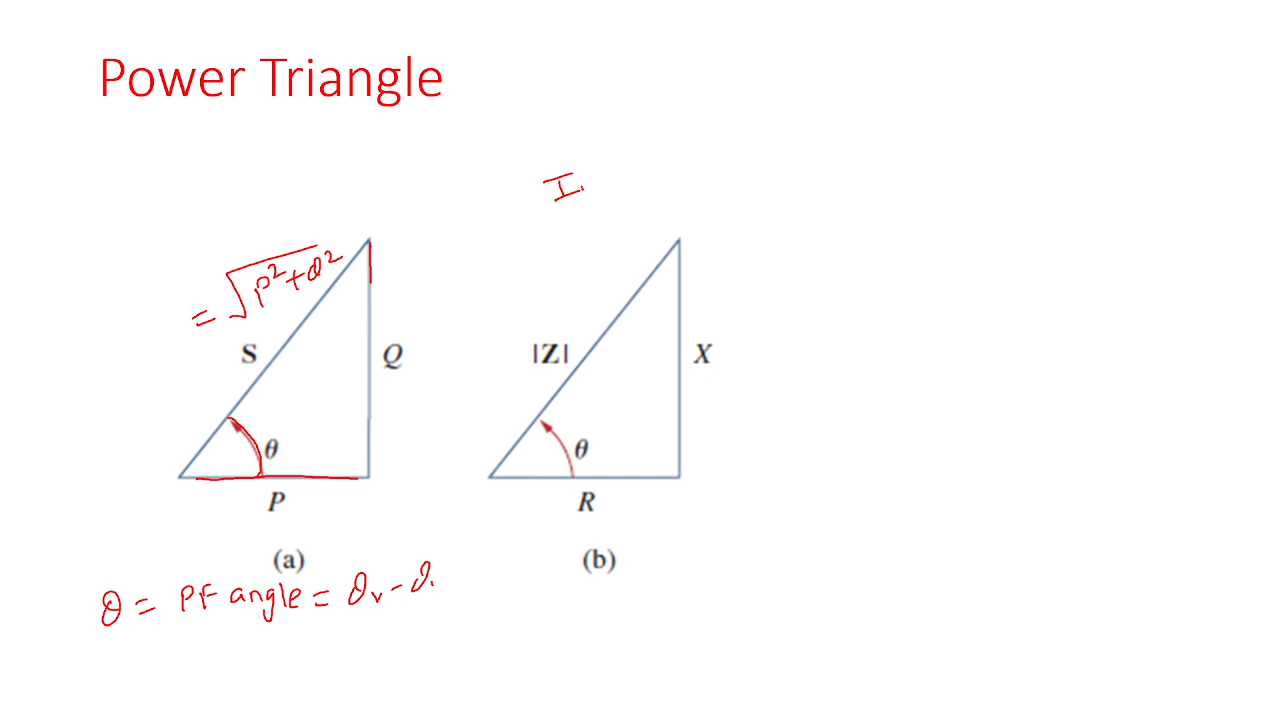 Power Triangle
I
= √P²+Q²
S
Q
θ
P
(a)
|Z|
X
θ
R
(b)
θ = PF angle = θv - θi